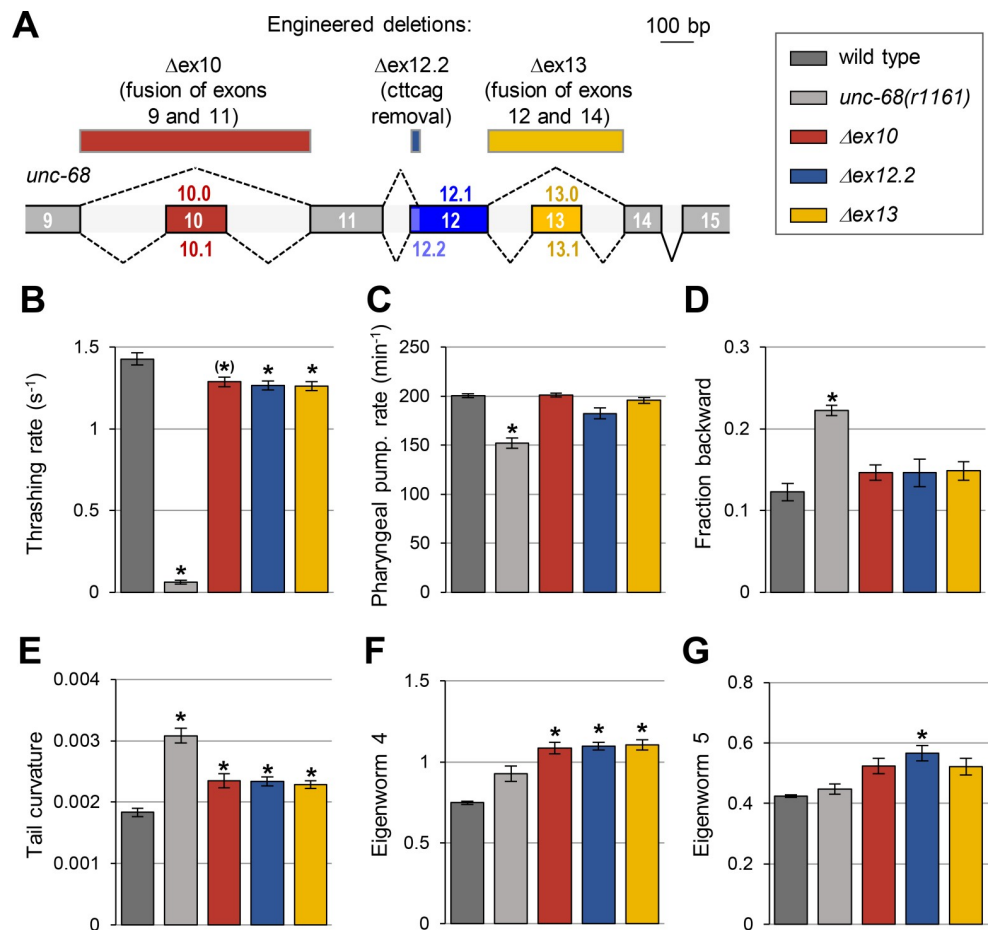 A
Engineered deletions:
100 bp
Δex10
(fusion of exons
9 and 11)
Δex12.2
(cttcag
removal)
Δex13
(fusion of exons
12 and 14)
unc-68
10.0
12.1
13.0
9
10
11
12
13
14
15
10.1
12.2
13.1
wild type
unc-68(r1161)
Δex10
Δex12.2
Δex13
B
Thrashing rate (s-1)
1.5
1
0.5
0
*
(*)
*
*
C
Pharyngeal pump. rate (min-1)
250
200
150
100
50
0
*
D
Fraction backward
0.3
0.2
0.1
0
*
E
Tail curvature
0.004
0.003
0.002
0.001
0
*
*
*
*
F
Eigenworm 4
1.5
1
0.5
0
*
*
*
G
Eigenworm 5
0.8
0.6
0.4
0.2
0
*